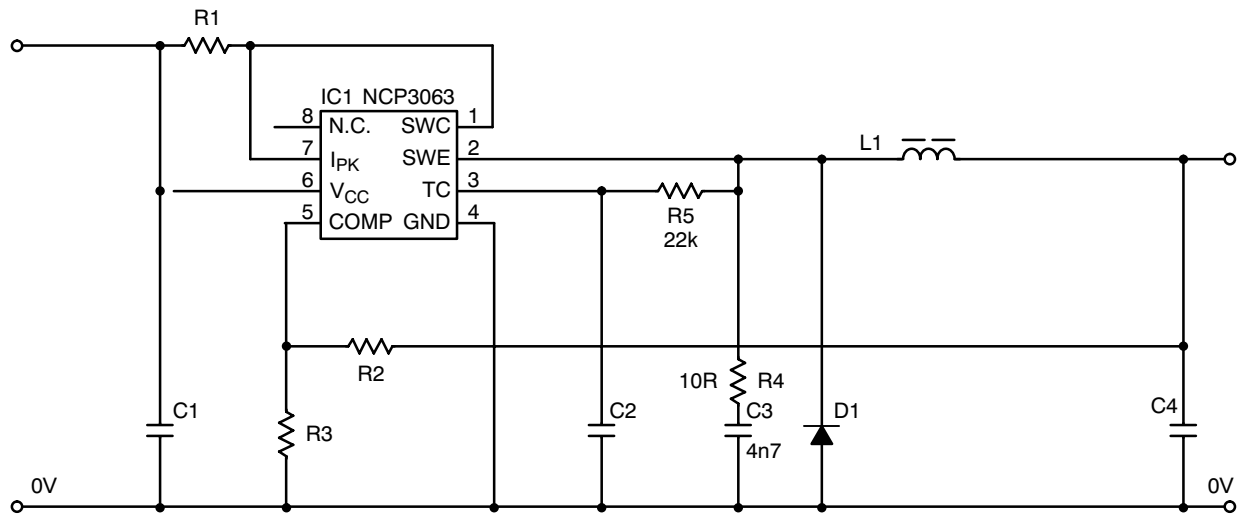 R1
IC1 NCP3063
8 N.C. SWC 1
7 IPK SWE 2
L1
6 VCC TC 3
R5
22k
5 COMP GND 4
R2
10R R4
C1
R3
C2
C3
4n7
D1
C4
0V
0V